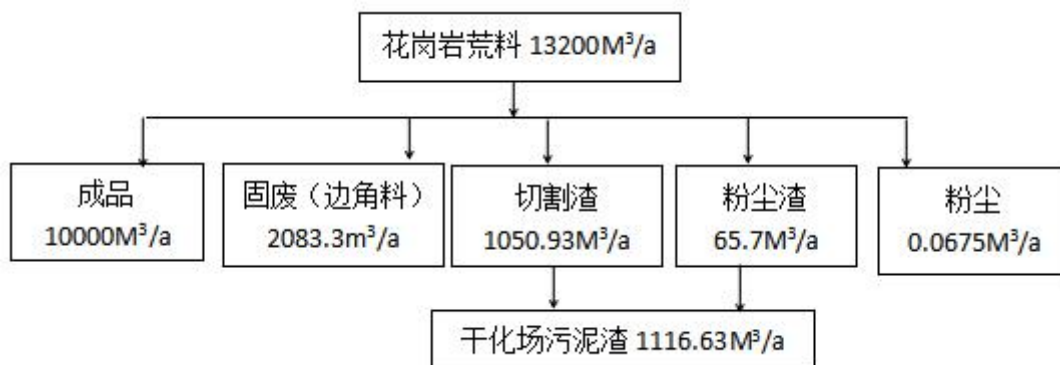 花岗岩荒料 13200M³/a
成品
10000M³/a
固废（边角料）
2083.3m³/a
切割渣
1050.93M³/a
粉尘渣
65.7M³/a
粉尘
0.0675M³/a
干化场污泥渣 1116.63M³/a